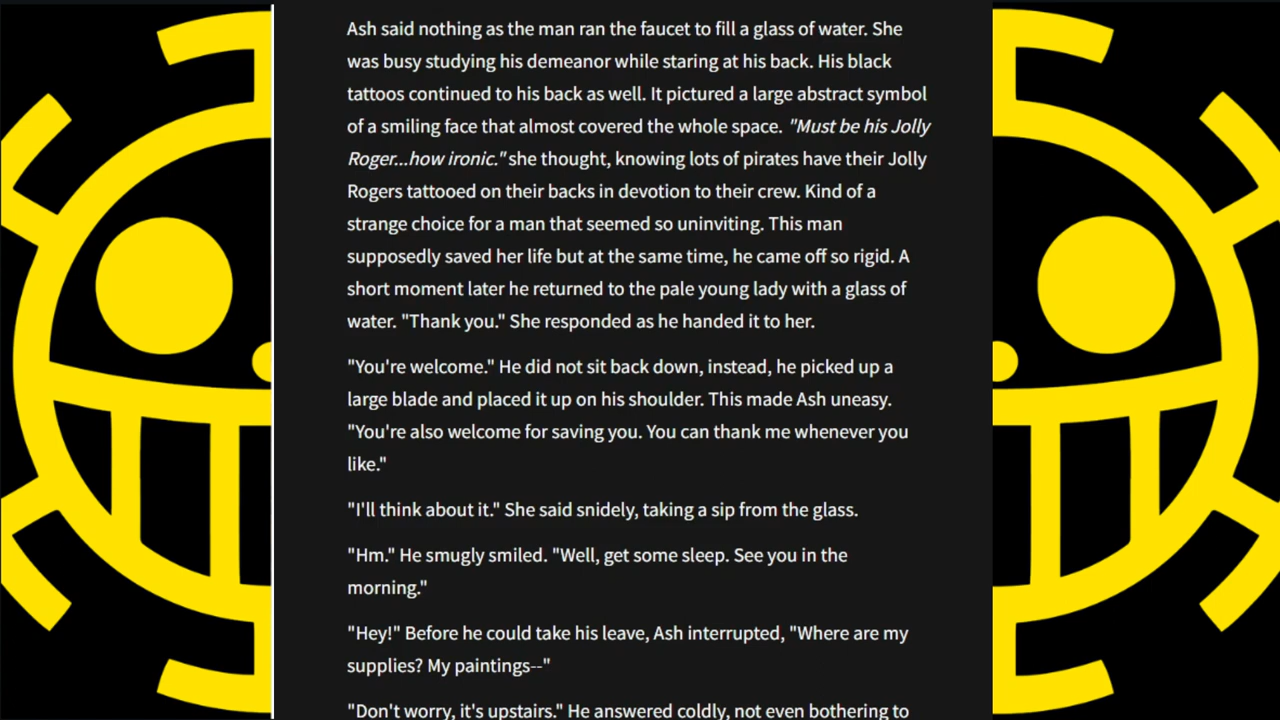 Ash said nothing as the man ran the faucet to fill a glass of water. She
was busy studying his demeanor while staring at his back. His black
tattoos continued to his back as well. It pictured a large abstract symbol
of a smiling face that almost covered the whole space. "Must be his Jolly
Roger...how ironic." she thought, knowing lots of pirates have their Jolly
Rogers tattooed on their backs in devotion to their crew. Kind of a
strange choice for a man that seemed so uninviting. This man
supposedly saved her life but at the same time, he came off so rigid. A
short moment later he returned to the pale young lady with a glass of
water. "Thank you." She responded as he handed it to her.
"You're welcome." He did not sit back down, instead, he picked up a
large blade and placed it up on his shoulder. This made Ash uneasy.
"You're also welcome for saving you. You can thank me whenever you
like."
"I'll think about it." She said snidely, taking a sip from the glass.
"Hm." He smugly smiled. "Well, get some sleep. See you in the
morning."
"Hey!" Before he could take his leave, Ash interrupted, "Where are my
supplies? My paintings--"
"Don't worry, it's upstairs." He answered coldly, not even bothering to